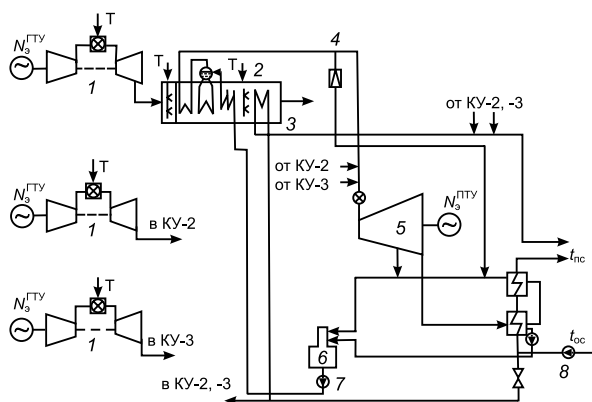 T
N_э^ГТУ
1
T
T
2
3
4
от КУ-2, -3
от КУ-2
от КУ-3
5
N_э^ПТУ
T
N_э^ГТУ
1
в КУ-2
t_пс
T
N_э^ГТУ
1
в КУ-3
6
7
t_ос
8
в КУ-2, -3